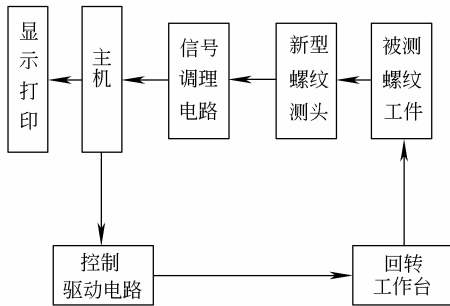 显示打印
主机
信号
调理
电路
新型
螺纹
测头
被测
螺纹
工件
控制
驱动电路
回转
工作台